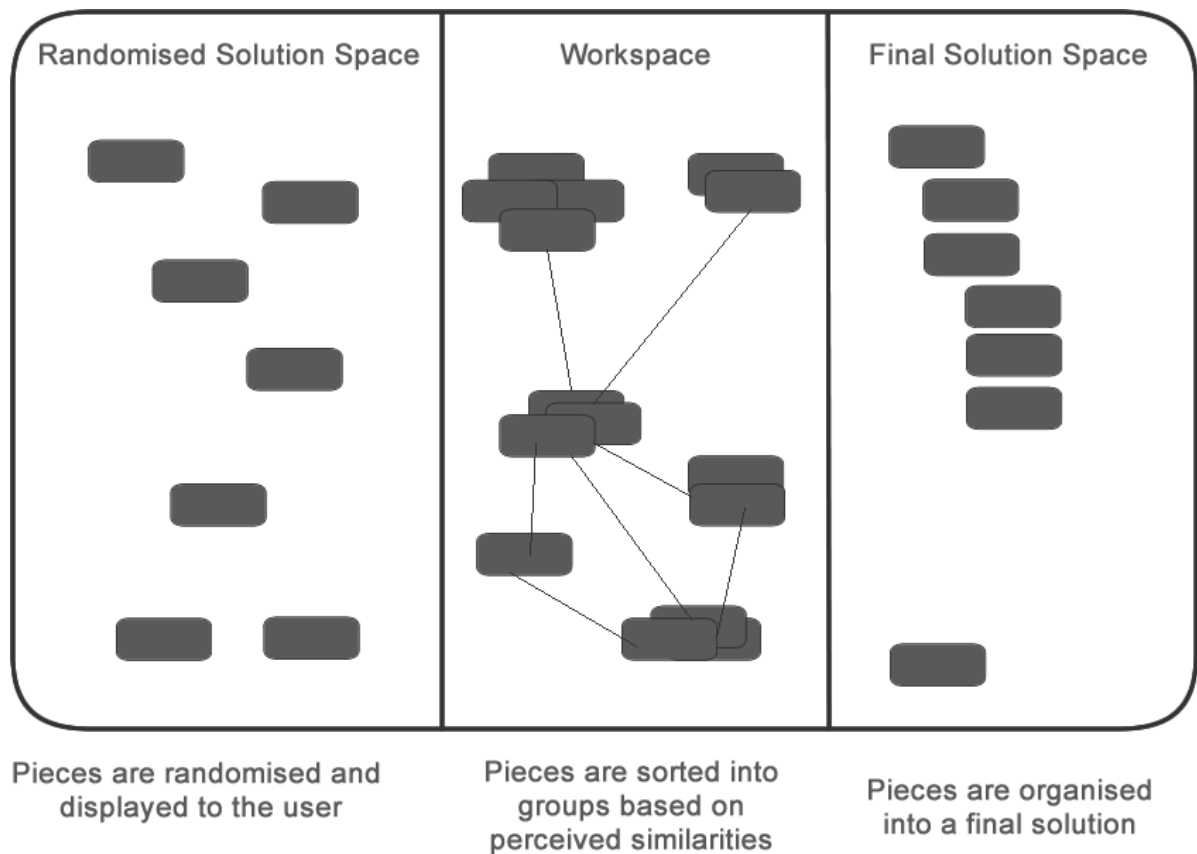 Randomised Solution Space
Workspace
Final Solution Space
Pieces are randomised and
displayed to the user
Pieces are sorted into
groups based on
perceived similarities
Pieces are organised
into a final solution